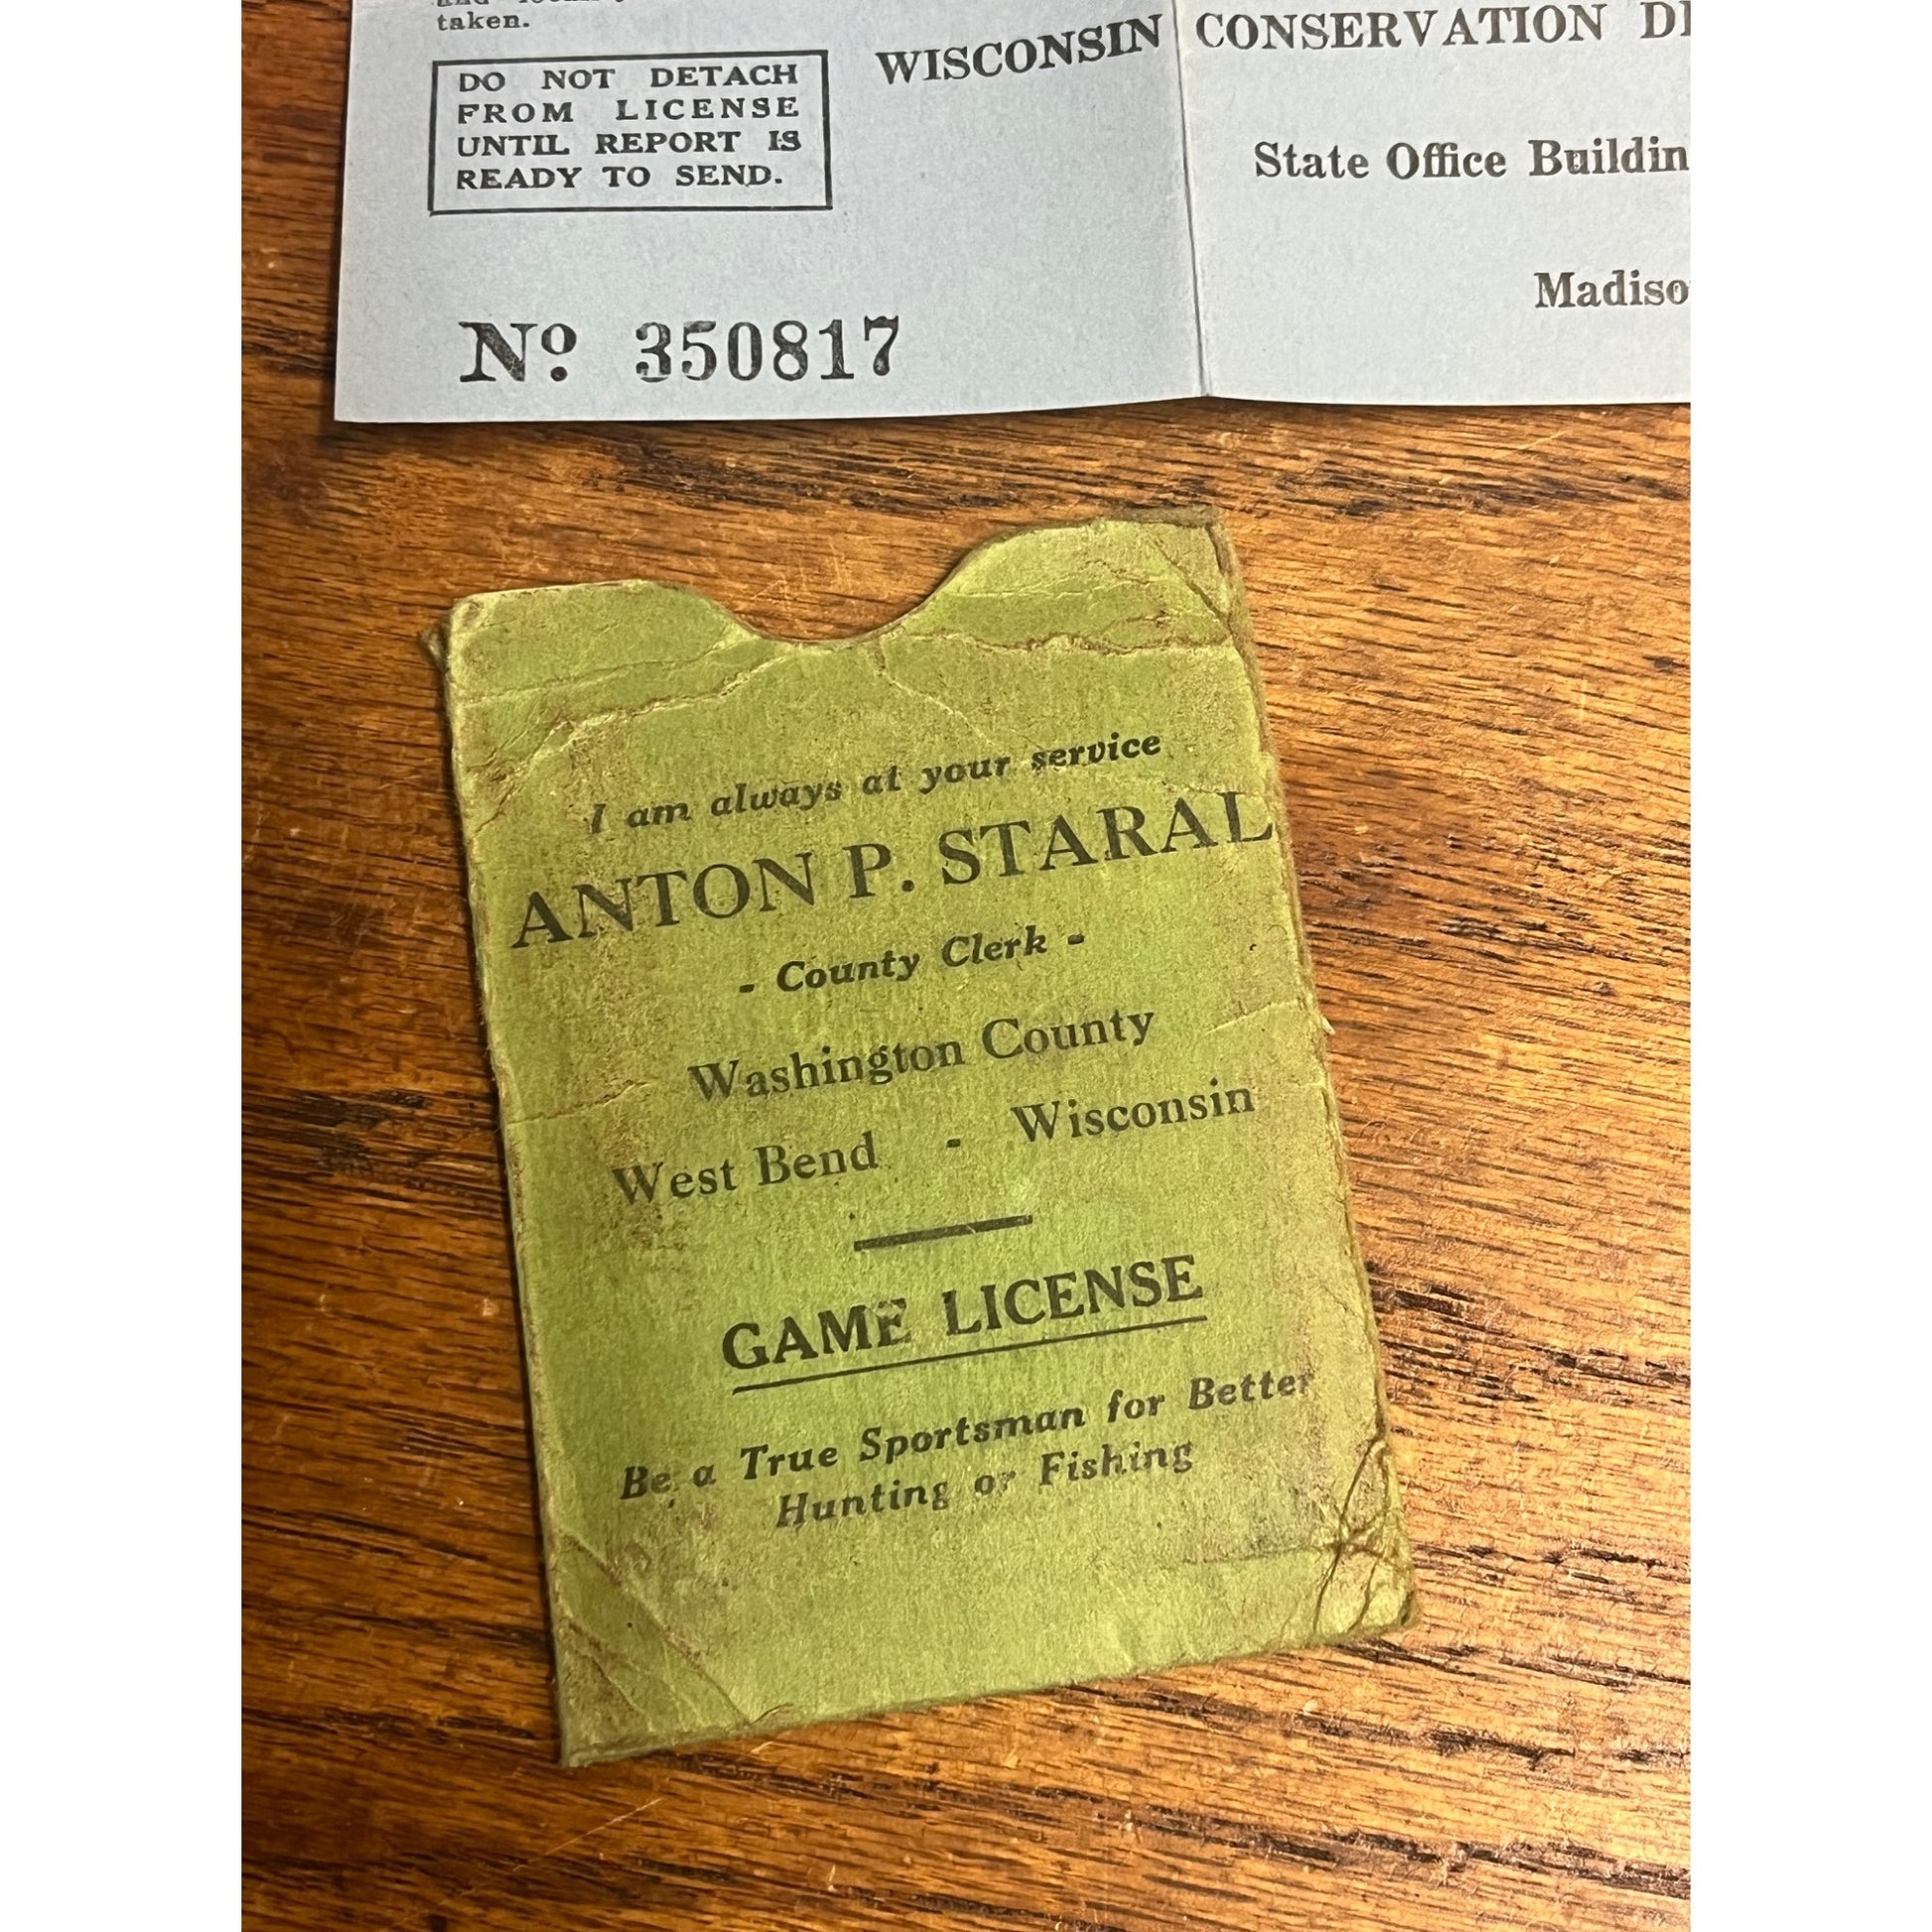 taken.
DO NOT DETACH
FROM LICENSE
UNTIL REPORT IS
READY TO SEND.
WISCONSIN CONSERVATION
State Office Buildin
Madiso
Nº 350817
I am always at your service
ANTON P. STARAL
- County Clerk -
Washington County
West Bend - Wisconsin
GAME LICENSE
Be a True Sportsman for Better
Hunting or Fishing